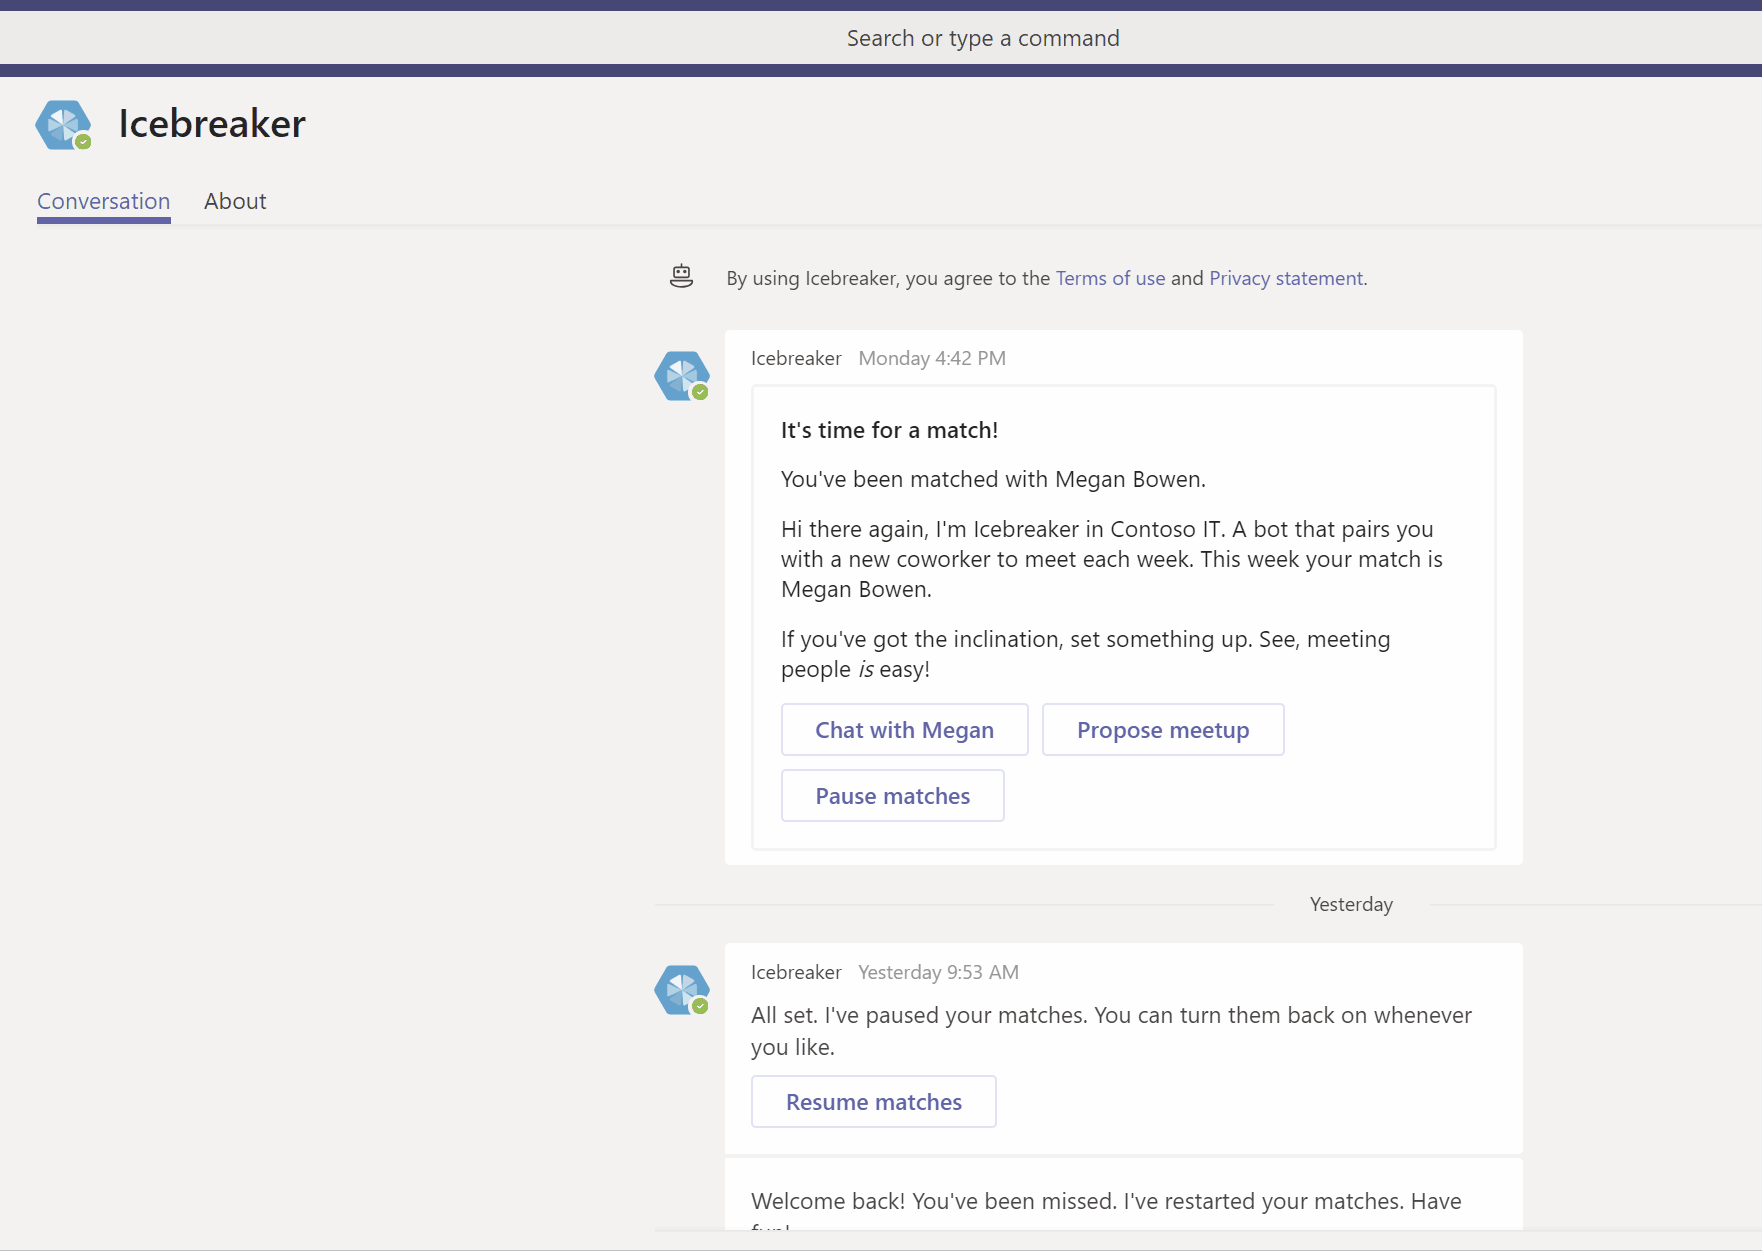 Search or type a command
Icebreaker
Conversation About
By using Icebreaker, you agree to the Terms of use and Privacy statement.
Icebreaker Monday 4:42 PM
It's time for a match!
You've been matched with Megan Bowen.
Hi there again, I'm Icebreaker in Contoso IT. A bot that pairs you
with a new coworker to meet each week. This week your match is
Megan Bowen.
If you've got the inclination, set something up. See, meeting
people is easy!
Chat with Megan Propose meetup
Pause matches
Yesterday
Icebreaker Yesterday 9:53 AM
All set. I've paused your matches. You can turn them back on whenever
you like.
Resume matches
Welcome back! You've been missed. I've restarted your matches. Have
fun!